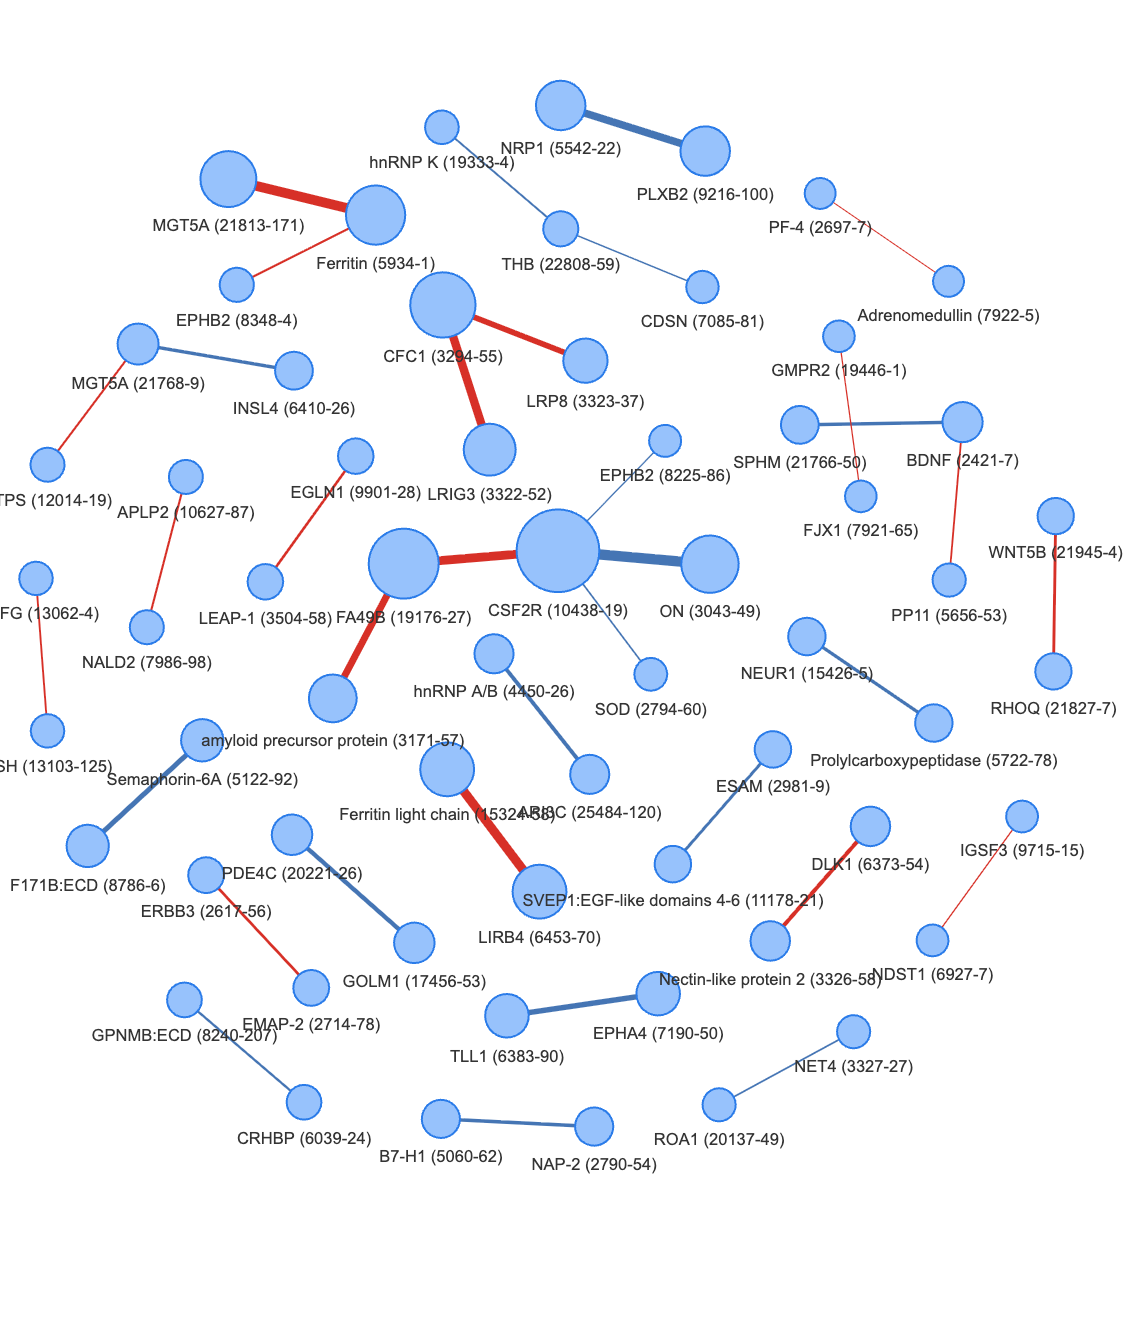 NRP1 (5542-22)
hnRNP K (19333-4)
PLXB2 (9216-100)
MGT5A (21813-171)
PF-4 (2697-7)
Ferritin (5934-1)
THB (22808-59)
EPHB2 (8348-4)
CDSN (7085-81)
Adrenomedullin (7922-5)
CFC1 (3294-55)
GMPR2 (19446-1)
MGT5A (21768-9)
INSL4 (6410-26)
LRP8 (3323-37)
SPHM (21766-50)
BDNF (2421-7)
EPHB2 (8225-86)
EGLN1 (9901-28)
LRIG3 (3322-52)
TPS (12014-19)
APLP2 (10627-87)
FJX1 (7921-65)
WNT5B (21945-4)
FG (13062-4)
LEAP-1 (3504-58)
FA49B (19176-27)
CSF2R (10438-19)
ON (3043-49)
PP11 (5656-53)
NALD2 (7986-98)
NEUR1 (15426-5)
hnRNP A/B (4450-26)
SOD (2794-60)
RHOQ (21827-7)
amyloid precursor protein (3171-57)
Prolylcarboxypeptidase (5722-78)
SH (13103-125)
Semaphorin-6A (5122-92)
ESAM (2981-9)
Ferritin light chain (15324-58)
ARI3C (25484-120)
IGSF3 (9715-15)
DLK1 (6373-54)
PDE4C (20221-26)
F171B:ECD (8786-6)
SVEP1:EGF-like domains 4-6 (11178-21)
ERBB3 (2617-56)
LIRB4 (6453-70)
NDST1 (6927-7)
Nectin-like protein 2 (3326-58)
GOLM1 (17456-53)
EMAP-2 (2714-78)
GPNMB:ECD (8240-207)
EPHA4 (7190-50)
TLL1 (6383-90)
NET4 (3327-27)
CRHBP (6039-24)
ROA1 (20137-49)
B7-H1 (5060-62)
NAP-2 (2790-54)